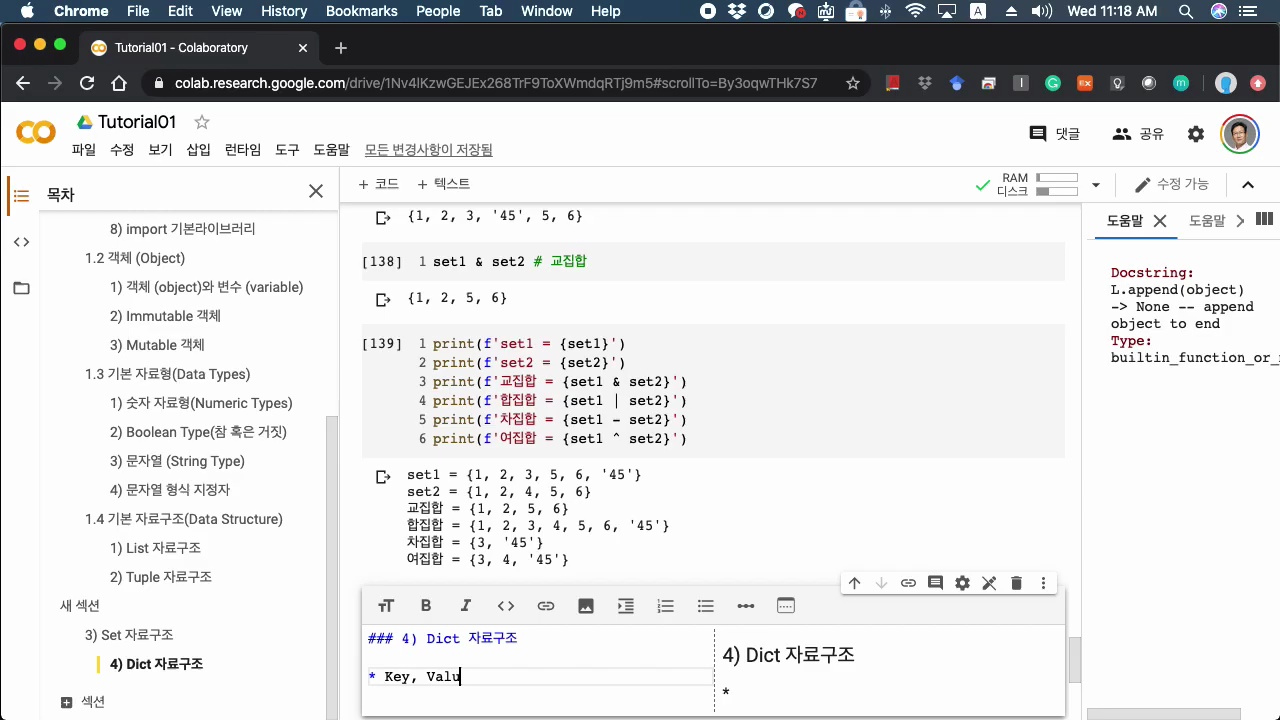 Chrome File Edit View History Bookmarks People Tab Window Help A Wed 11:18 AM
Tutorial01 - Colaboratory
colab.research.google.com/drive/1Nv4lKzwGEJEx268TrF9ToXWmdqRTj9m5#scrollTo=By3oqwTHk7S7
Tutorial01
댓글 공유
파일 수정 보기 삽입 런타임 도구 도움말 모든 변경사항이 저장됨
목차
+ 코드 + 텍스트
RAM
디스크
수정 가능
8) import 기본라이브러리
1.2 객체 (Object)
1) 객체 (object)와 변수 (variable)
2) Immutable 객체
3) Mutable 객체
1.3 기본 자료형(Data Types)
1) 숫자 자료형(Numeric Types)
2) Boolean Type(참 혹은 거짓)
3) 문자열 (String Type)
4) 문자열 형식 지정자
1.4 기본 자료구조(Data Structure)
1) List 자료구조
2) Tuple 자료구조
새 섹션
3) Set 자료구조
4) Dict 자료구조
섹션
{1, 2, 3, '45', 5, 6}
[138] 1 set1 & set2 # 교집합
{1, 2, 5, 6}
[139] 1 print(f'set1 = {set1}')
2 print(f'set2 = {set2}')
3 print(f'교집합 = {set1 & set2}')
4 print(f'합집합 = {set1 | set2}')
5 print(f'차집합 = {set1 - set2}')
6 print(f'여집합 = {set1 ^ set2}')
set1 = {1, 2, 3, 5, 6, '45'}
set2 = {1, 2, 4, 5, 6}
교집합 = {1, 2, 5, 6}
합집합 = {1, 2, 3, 4, 5, 6, '45'}
차집합 = {3, '45'}
여집합 = {3, 4, '45'}
### 4) Dict 자료구조
* Key, Valu
4) Dict 자료구조
*
도움말 도움말
Docstring:
L.append(object)
-> None -- append
object to end
Type:
builtin_function_or_